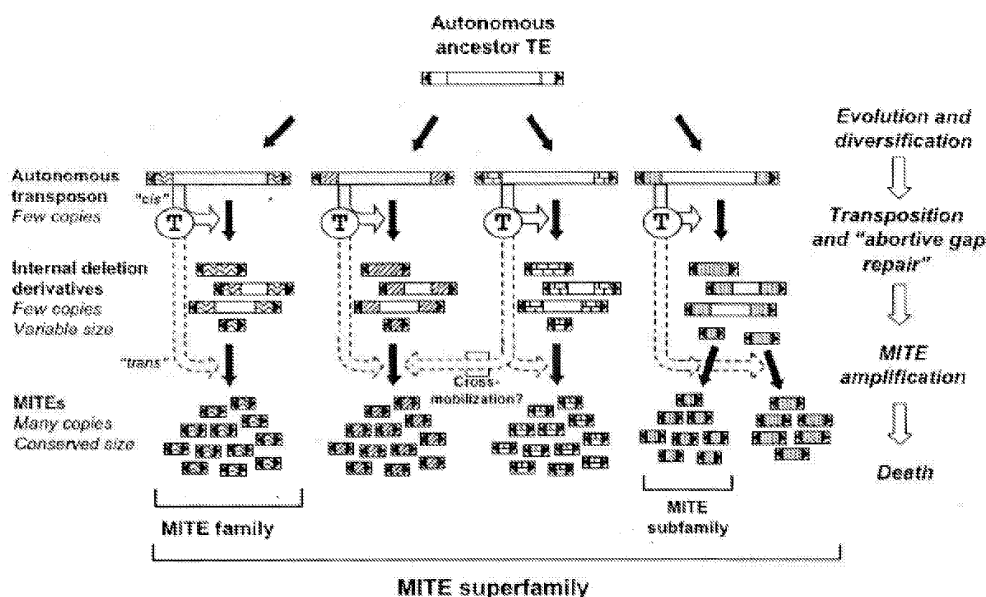 Autonomous
ancestor TE
Evolution and
diversification
Autonomous
transposon
Few copies
"cis"
T
T
T
T
Transposition
and "abortive gap
repair"
Internal deletion
derivatives
Few copies
Variable size
"trans"
Cross-
mobilization?
MITE
amplification
MITEs
Many copies
Conserved size
Death
MITE family
MITE
subfamily
MITE superfamily